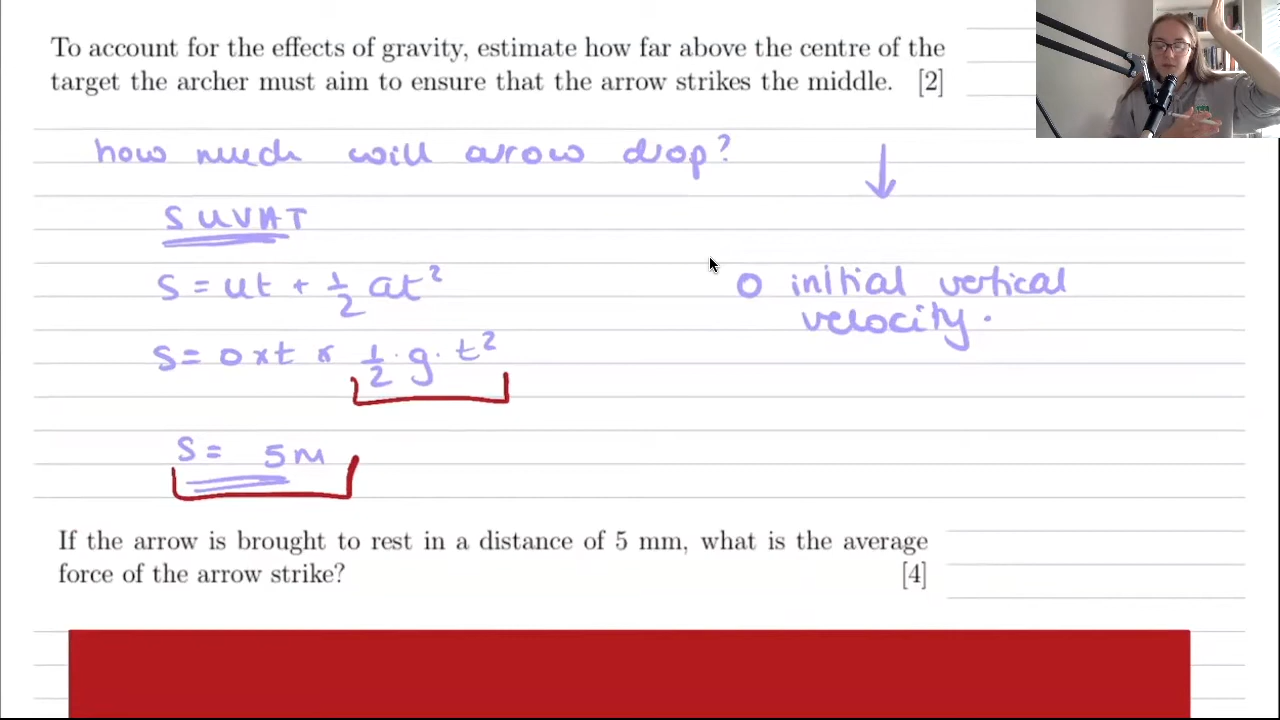 To account for the effects of gravity, estimate how far above the centre of the
target the archer must aim to ensure that the arrow strikes the middle. [2]
how much will arrow drop?
SUVAT
S = ut + 1/2 at²
0 initial vertical
velocity.
S = 0 × t × 1/2 · g · t²
S = 5m
If the arrow is brought to rest in a distance of 5 mm, what is the average
force of the arrow strike? [4]